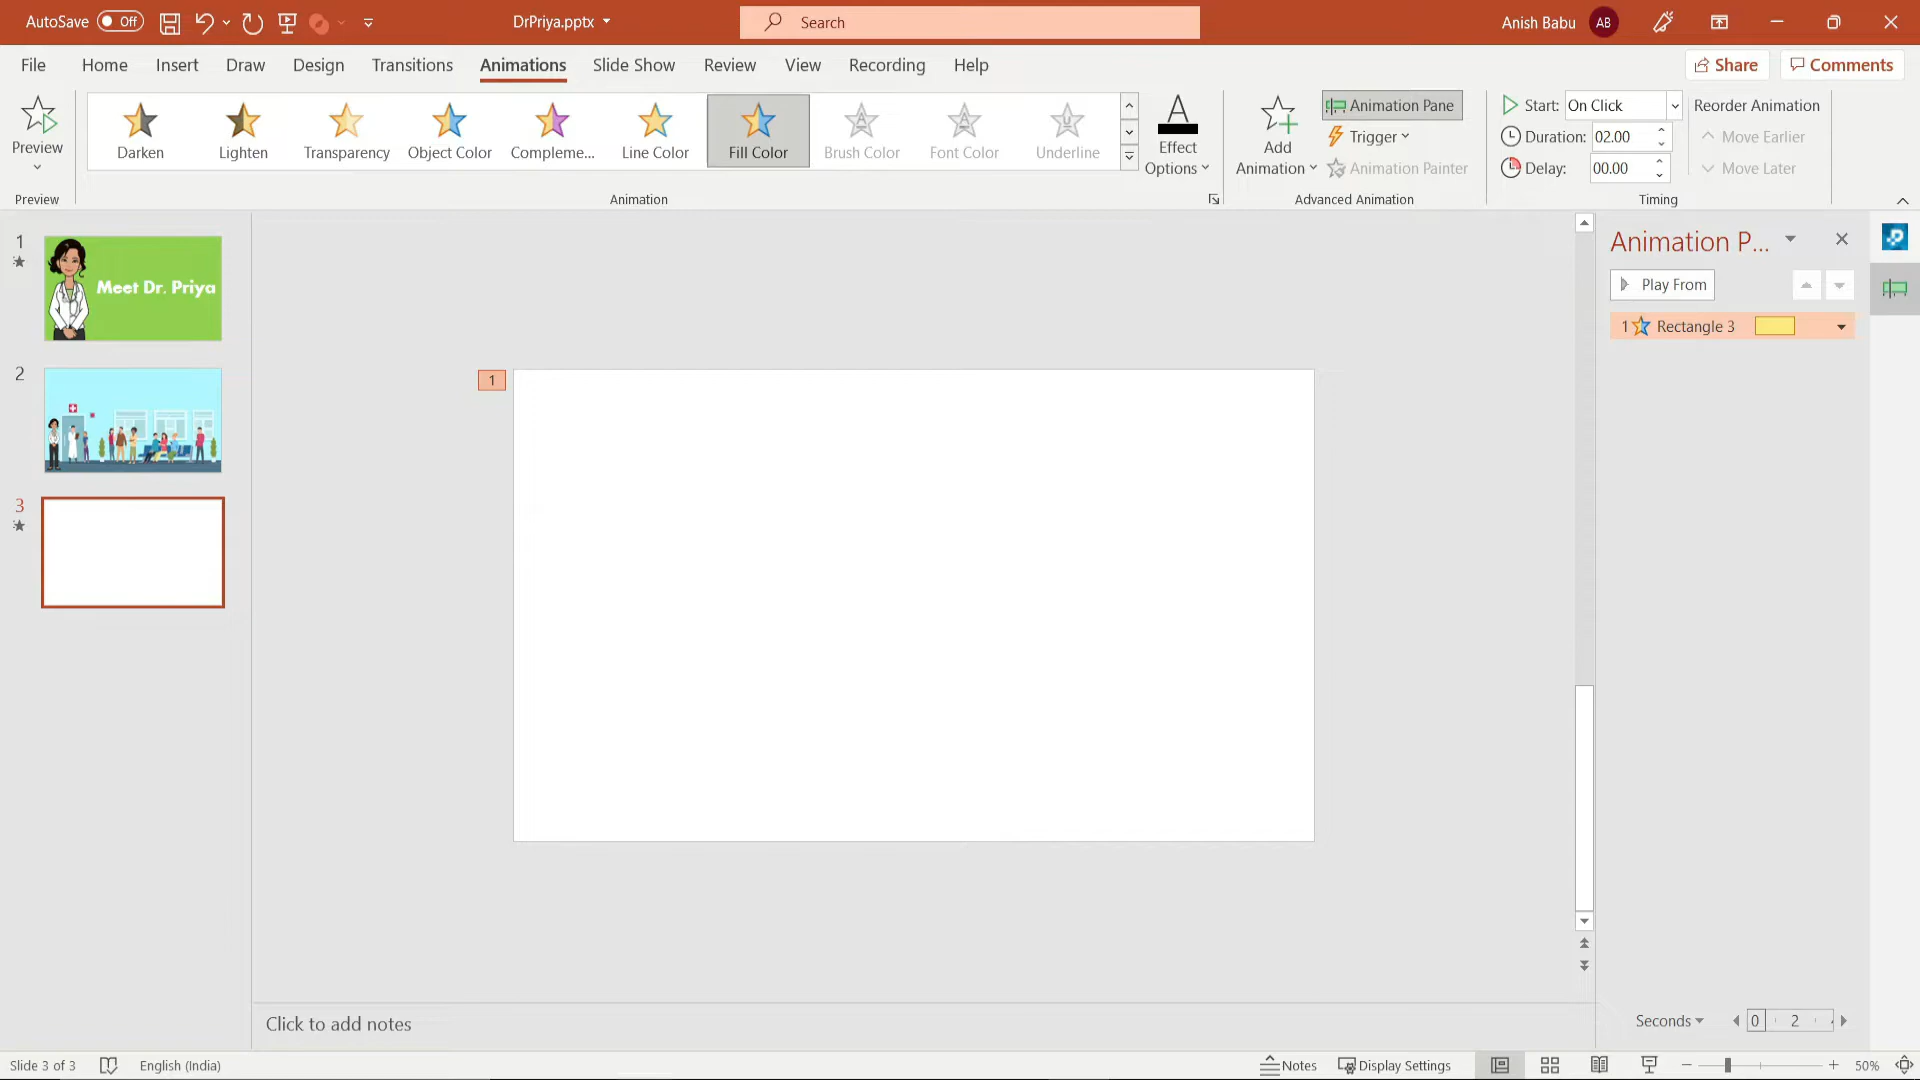 AutoSave Off DrPriya.pptx Search Anish Babu AB
File Home Insert Draw Design Transitions Animations Slide Show Review View Recording Help Share Comments
Preview Darken Lighten Transparency Object Color Compleme... Line Color Fill Color Brush Color Font Color Underline Effect Options Add Animation Animation Pane Trigger Animation Painter Start: On Click Duration: 02.00 Delay: 00.00 Reorder Animation Move Earlier Move Later
Preview Animation Advanced Animation Timing
1
Meet Dr. Priya
2
3
1
Animation P...
Play From
1 Rectangle 3
Click to add notes
Seconds 0 2
Slide 3 of 3 English (India) Notes Display Settings 50%